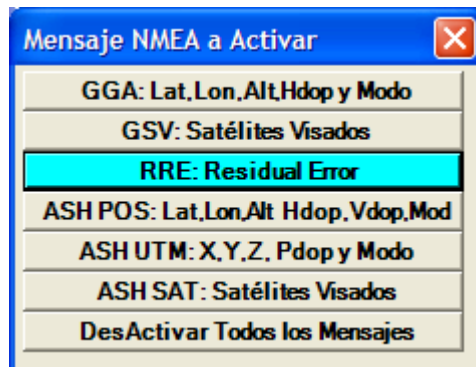 Mensaje NMEA a Activar
GGA: Lat,Lon,Alt,Hdop y Modo
GSV: Satélites Visados
RRE: Residual Error
ASH POS: Lat,Lon,Alt Hdop,Vdop,Mod
ASH UTM: X,Y,Z, Pdop y Modo
ASH SAT: Satélites Visados
DesActivar Todos los Mensajes